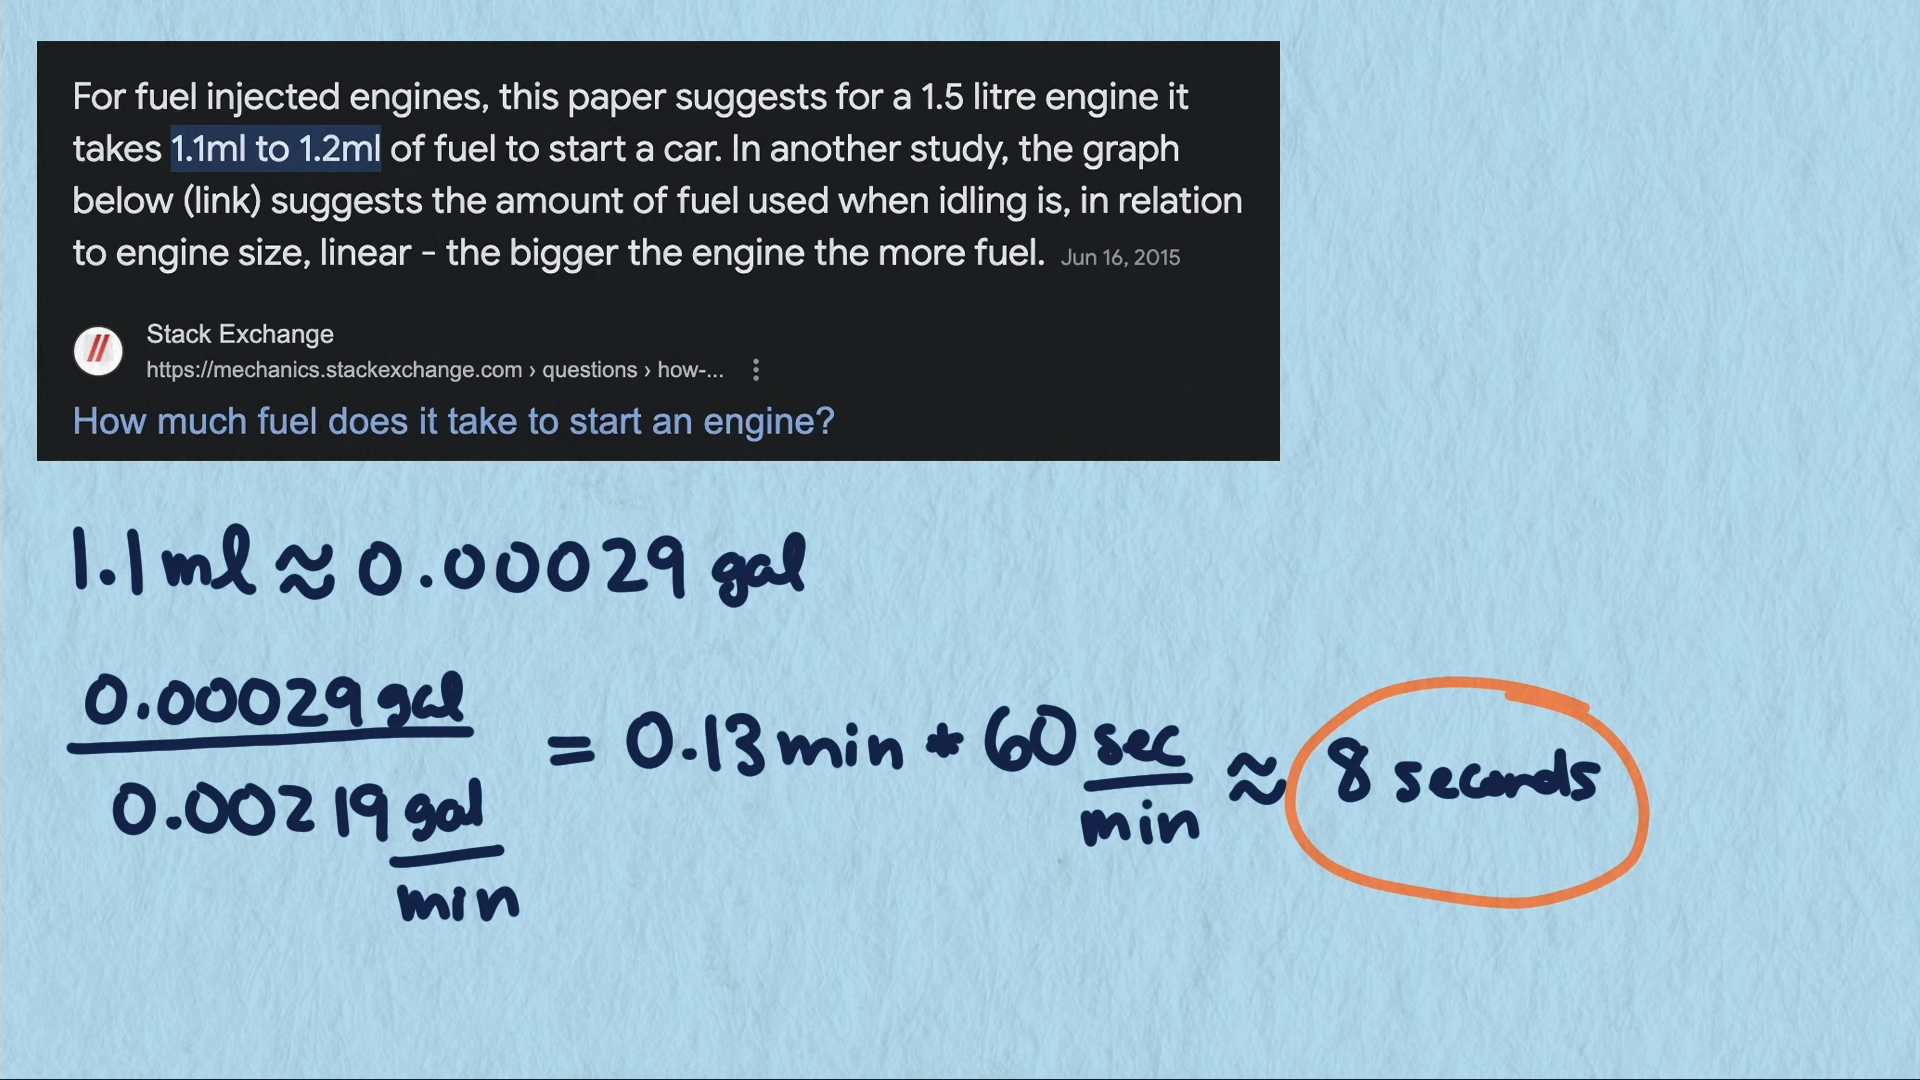 For fuel injected engines, this paper suggests for a 1.5 litre engine it
takes 1.1ml to 1.2ml of fuel to start a car. In another study, the graph
below (link) suggests the amount of fuel used when idling is, in relation
to engine size, linear - the bigger the engine the more fuel. Jun 16, 2015
Stack Exchange
https://mechanics.stackexchange.com › questions › how-...
How much fuel does it take to start an engine?
1.1 ml ≈ 0.00029 gal
0.00029 gal
0.00219 gal
min
= 0.13 min * 60 sec
min
≈ 8 seconds